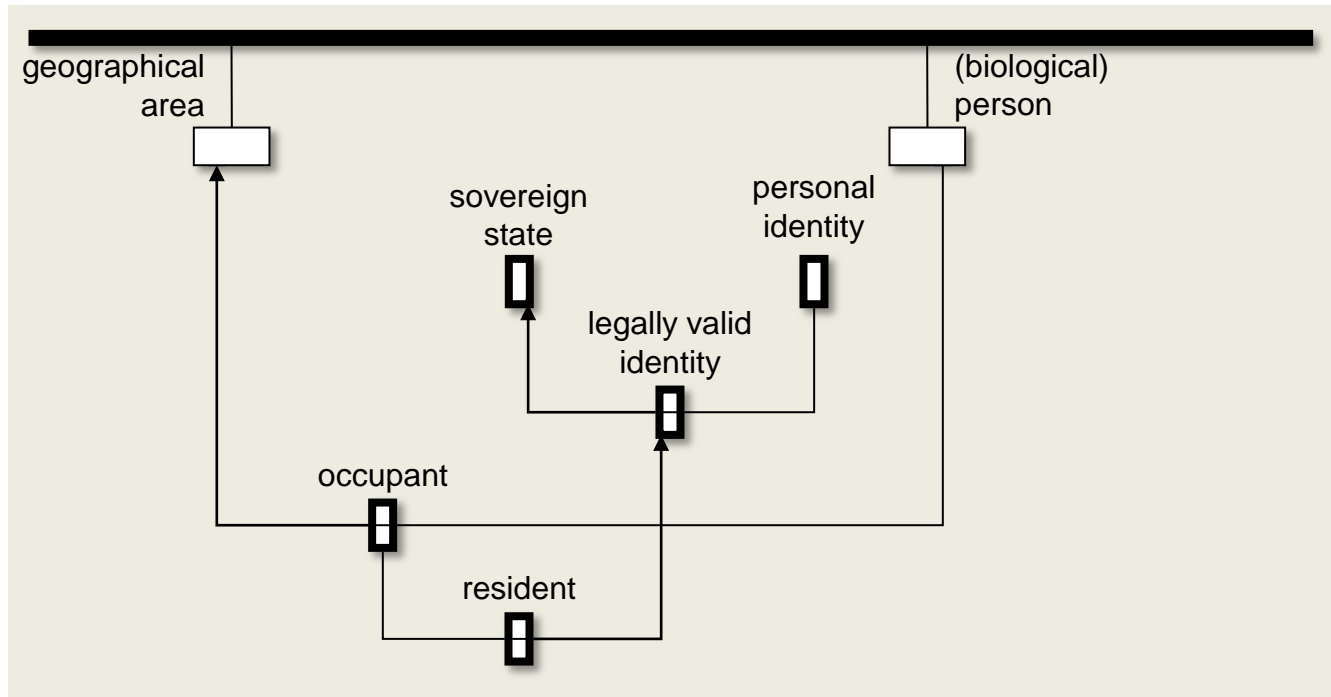 geographical
area
(biological)
person
sovereign
state
personal
identity
legally valid
identity
occupant
resident